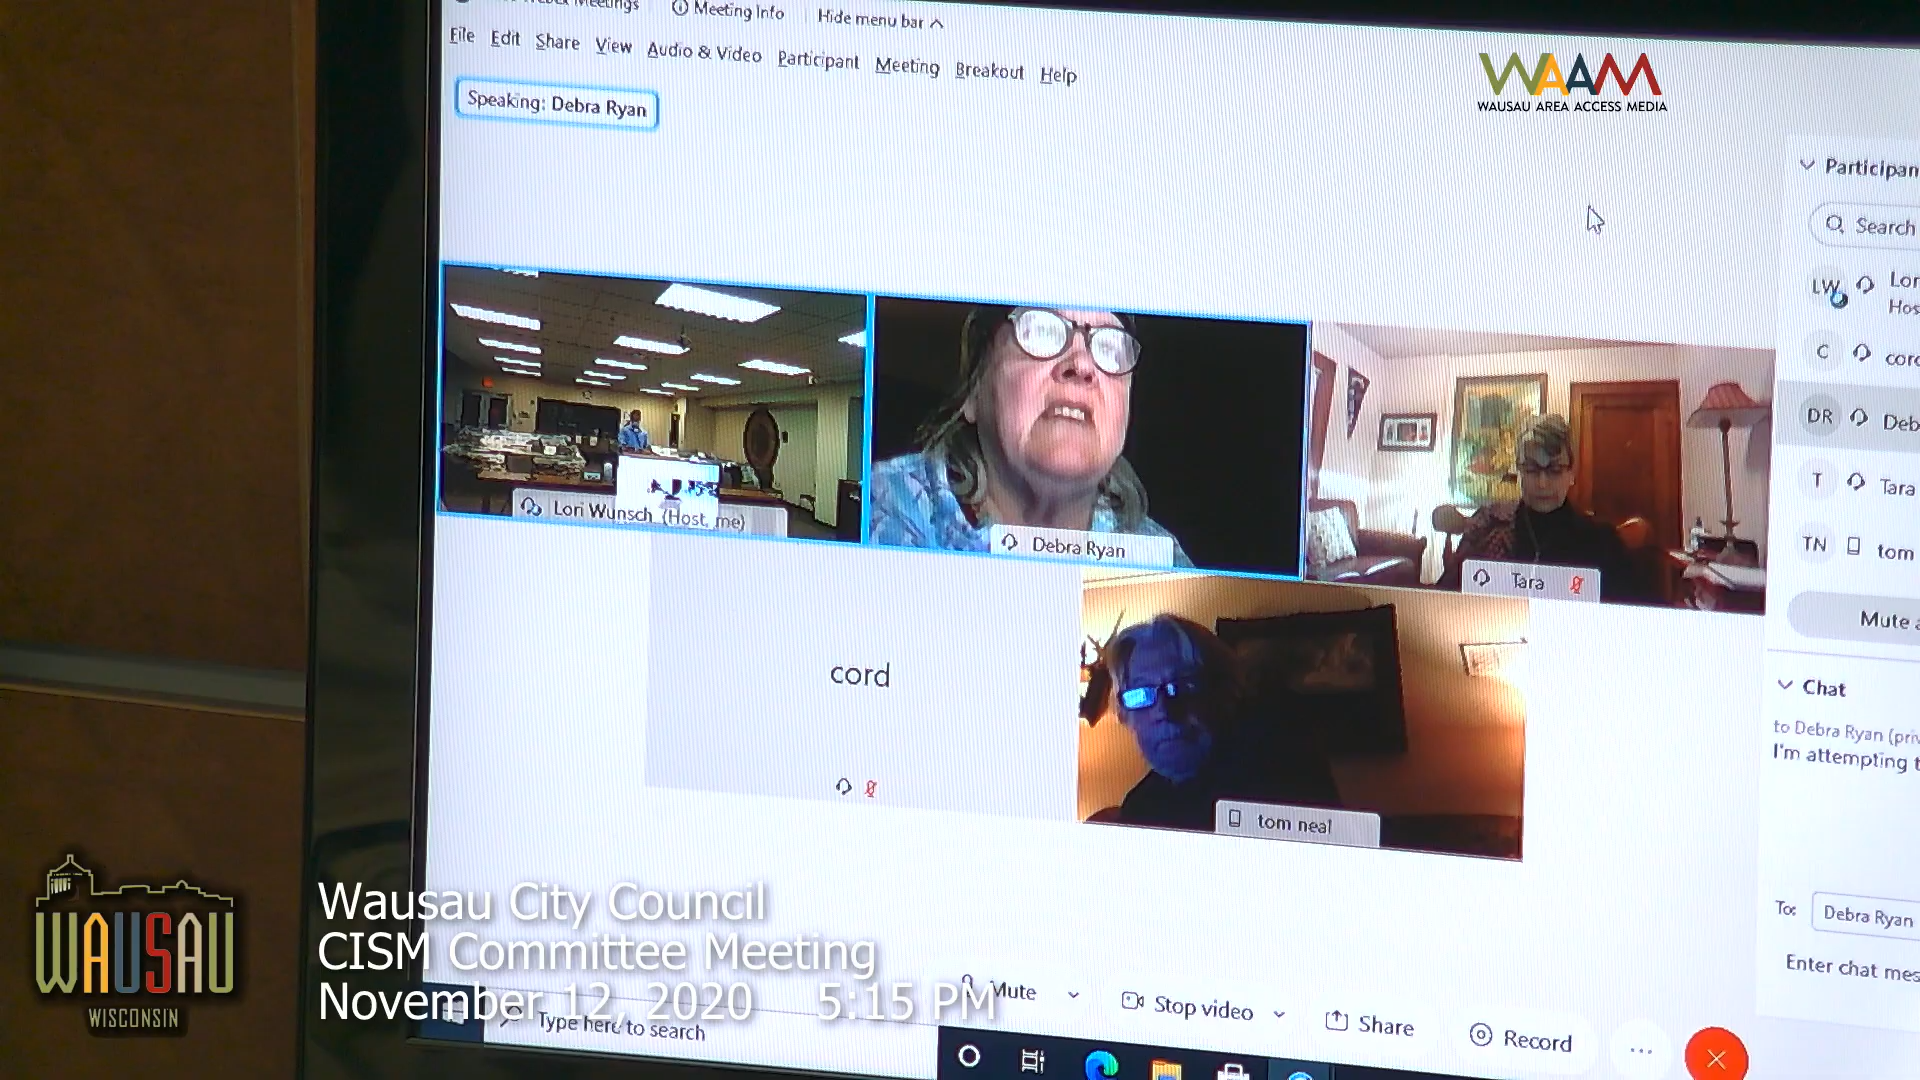 Meeting Info
Hide menu bar
File Edit Share View Audio & Video Participant Meeting Breakout Help
Speaking: Debra Ryan
WAAM
WAUSAU AREA ACCESS MEDIA
Participan
Search
LW Lor
Hos
C cord
DR Deb
T Tara
TN tom
Mute a
Lori Wunsch (Host, me)
Debra Ryan
Tara
cord
tom neal
Chat
to Debra Ryan (priv
I'm attempting t
To: Debra Ryan
Enter chat mes
Mute
Stop video
Share
Record
Type here to search
WAUSAU
WISCONSIN
Wausau City Council
CISM Committee Meeting
November 12, 2020 5:15 PM